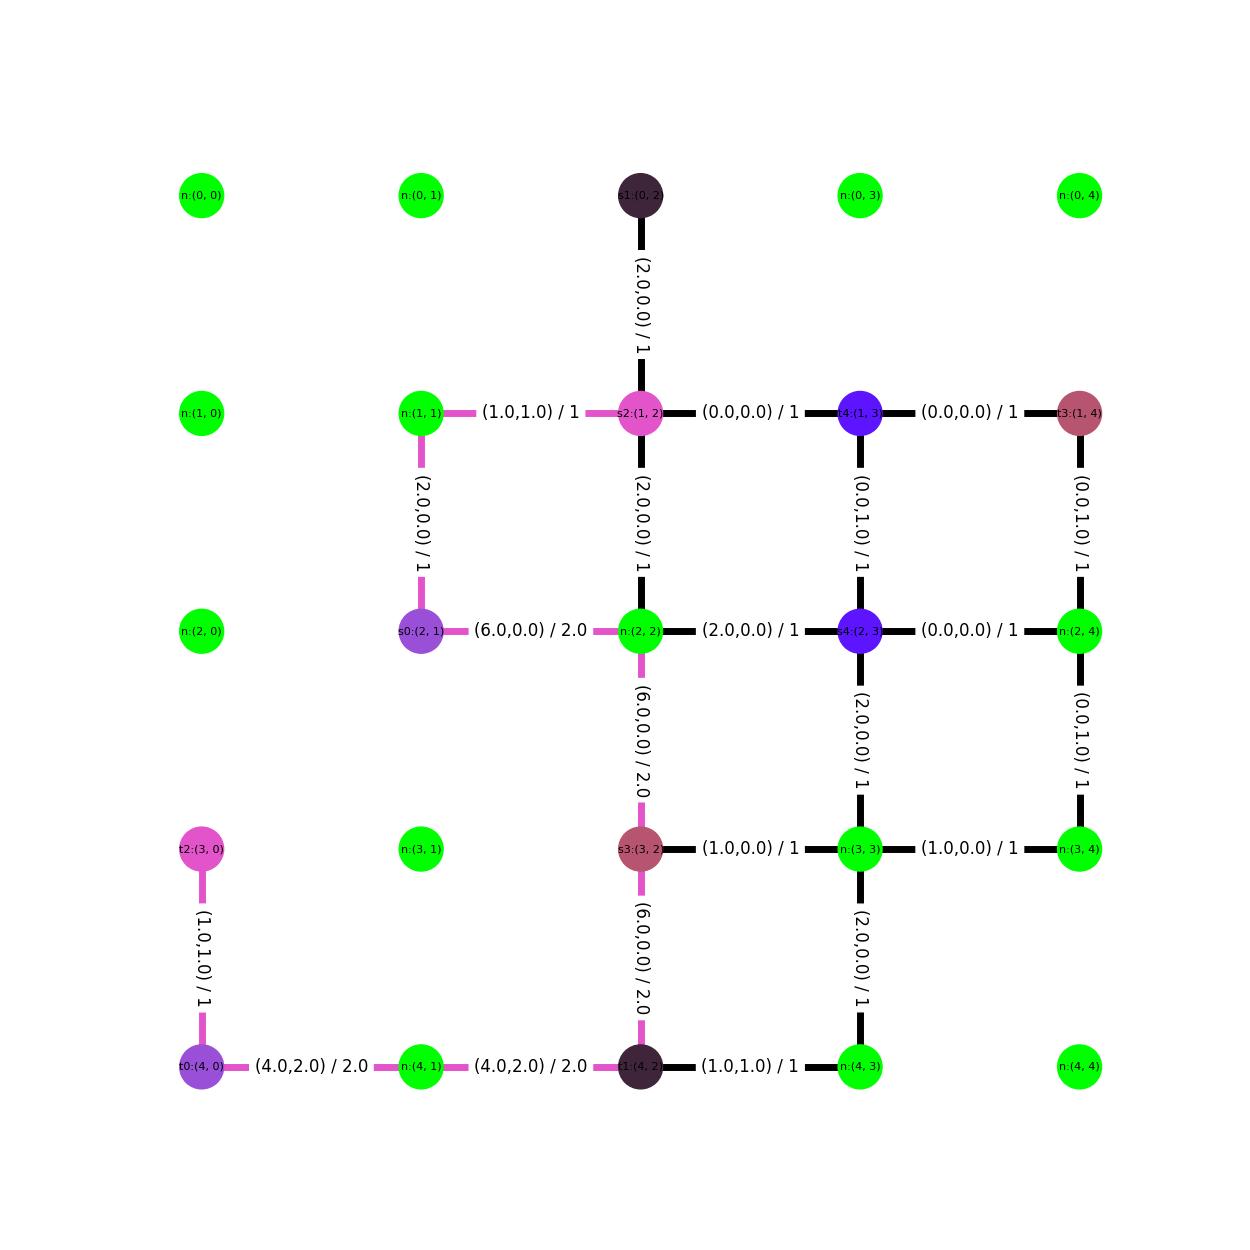 n:(0, 0) n:(0, 1) s1:(0, 2) n:(0, 3) n:(0, 4)
(2.0,0.0) / 1
n:(1, 0) n:(1, 1) (1.0,1.0) / 1 s2:(1, 2) (0.0,0.0) / 1 t4:(1, 3) (0.0,0.0) / 1 t3:(1, 4)
(2.0,0.0) / 1 (2.0,0.0) / 1 (0.0,1.0) / 1 (0.0,1.0) / 1
n:(2, 0) s0:(2, 1) (6.0,0.0) / 2.0 n:(2, 2) (2.0,0.0) / 1 s4:(2, 3) (0.0,0.0) / 1 n:(2, 4)
(6.0,0.0) / 2.0 (2.0,0.0) / 1 (0.0,1.0) / 1
t2:(3, 0) n:(3, 1) s3:(3, 2) (1.0,0.0) / 1 n:(3, 3) (1.0,0.0) / 1 n:(3, 4)
(1.0,1.0) / 1 (6.0,0.0) / 2.0 (2.0,0.0) / 1
t0:(4, 0) (4.0,2.0) / 2.0 n:(4, 1) (4.0,2.0) / 2.0 t1:(4, 2) (1.0,1.0) / 1 n:(4, 3) n:(4, 4)